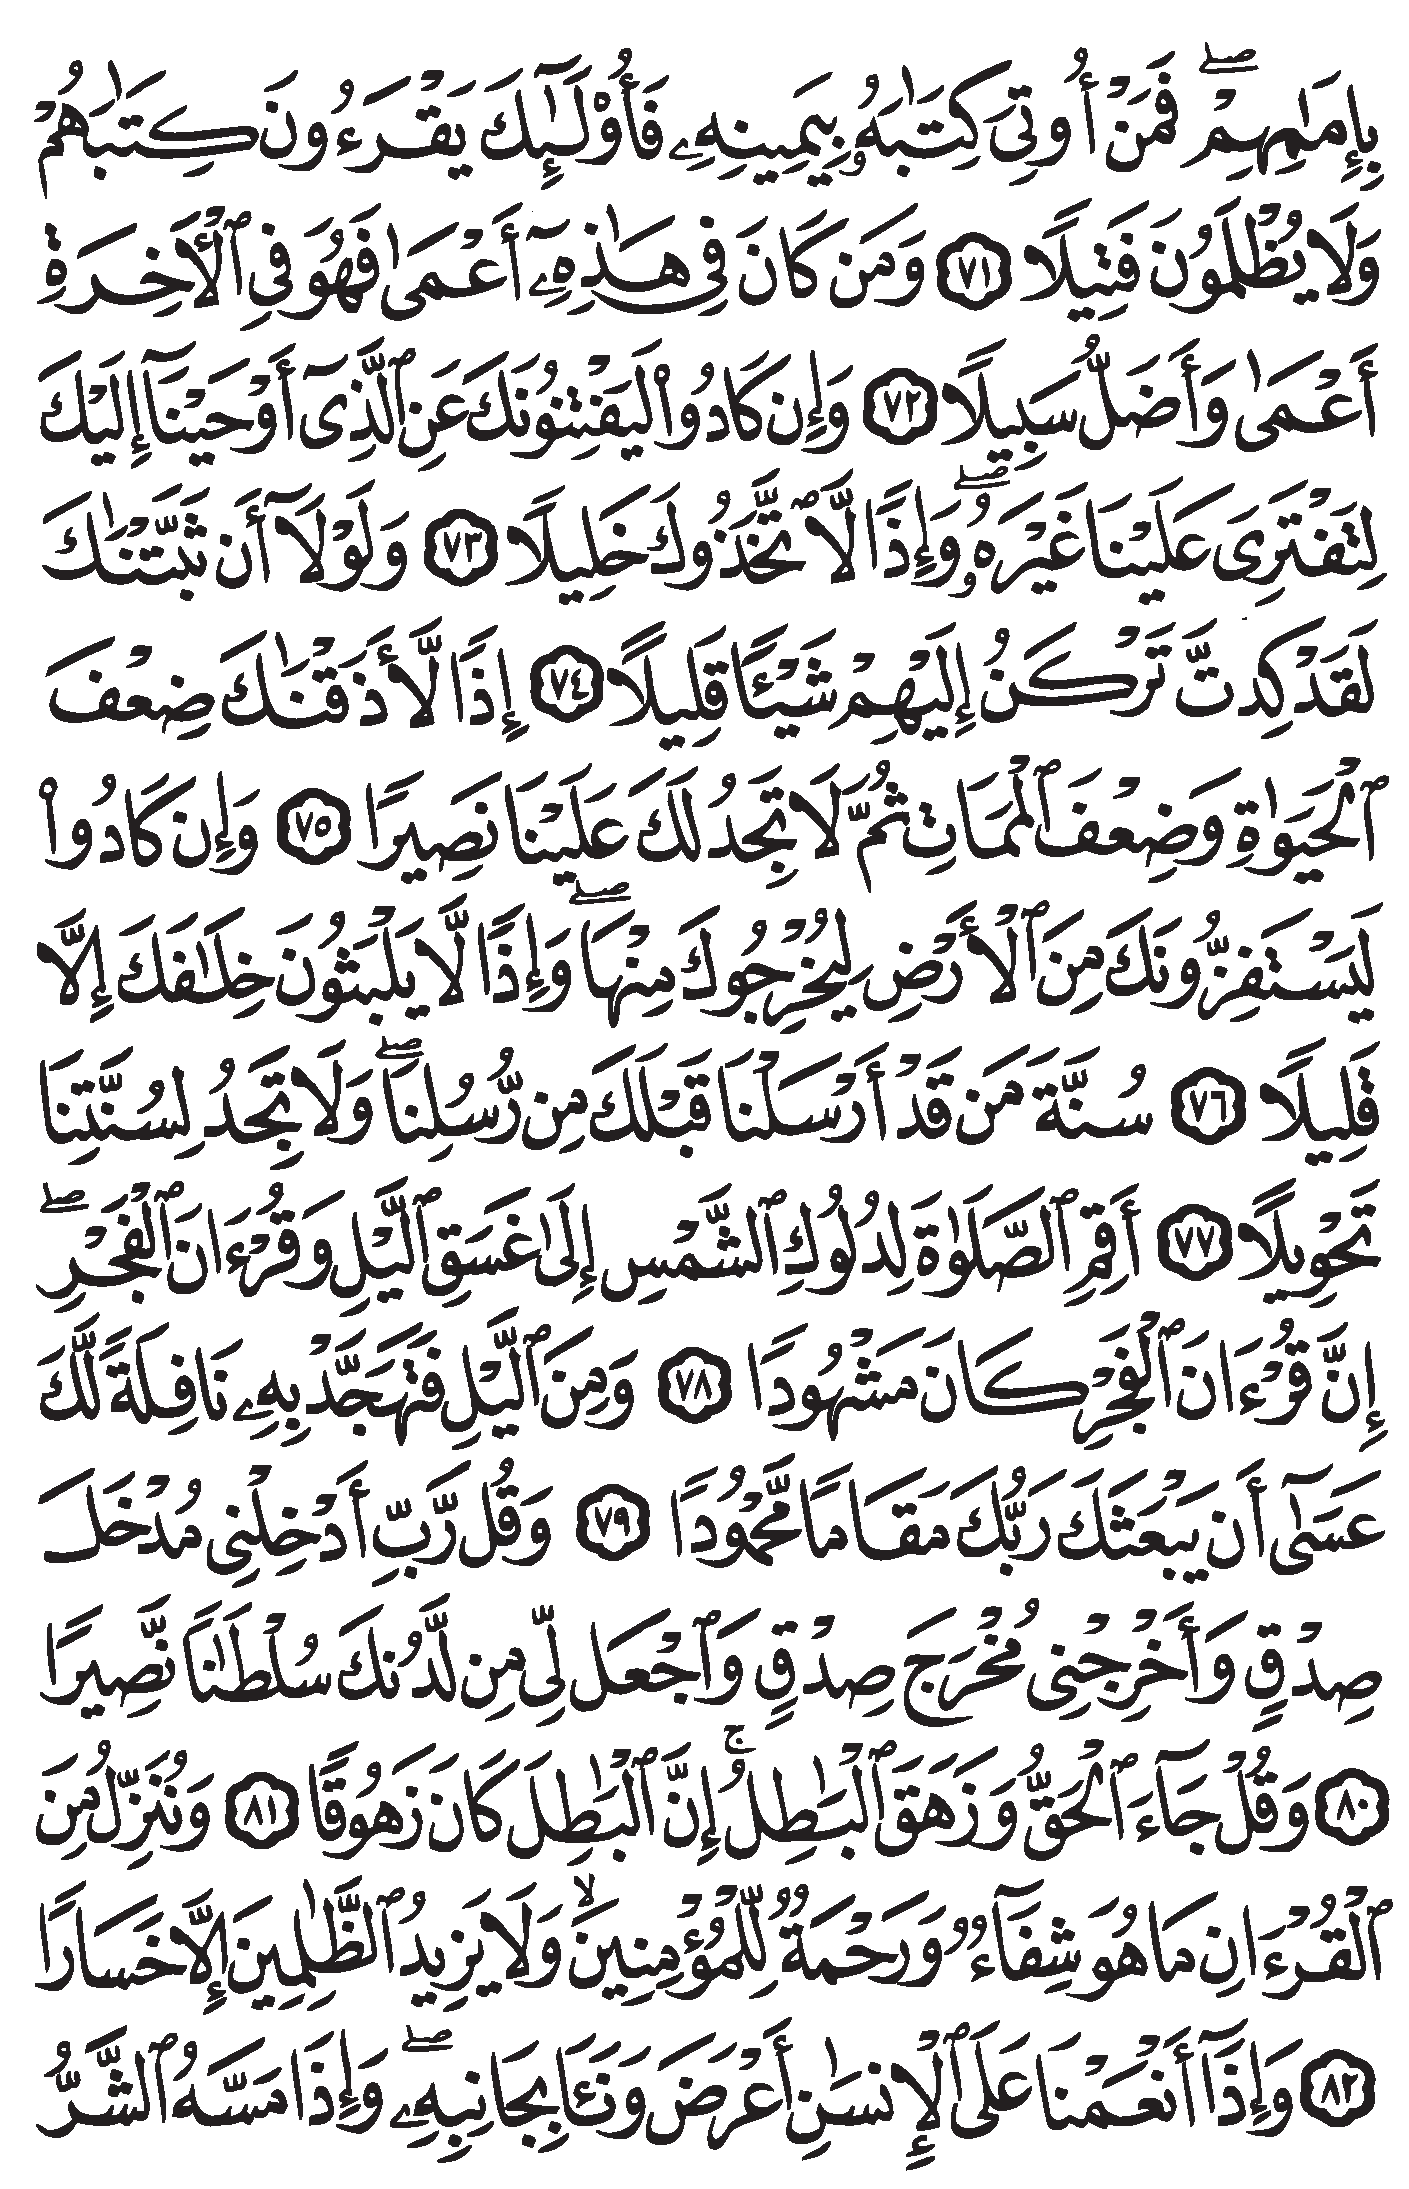 بِإِمَٰمِهِمْ ۖ فَمَنْ أُوتِىَ كِتَٰبَهُۥ بِيَمِينِهِۦ فَأُو۟لَٰٓئِكَ يَقْرَءُونَ كِتَٰبَهُمْ
وَلَا يُظْلَمُونَ فَتِيلًا ٧١ وَمَن كَانَ فِى هَٰذِهِۦٓ أَعْمَىٰ فَهُوَ فِى ٱلْأَخِرَةِ
أَعْمَىٰ وَأَضَلُّ سَبِيلًا ٧٢ وَإِن كَادُوا۟ لَيَفْتِنُونَكَ عَنِ ٱلَّذِىٓ أَوْحَيْنَآ إِلَيْكَ
لِتَفْتَرِىَ عَلَيْنَا غَيْرَهُۥ ۖ وَإِذًا لَّٱتَّخَذُوكَ خَلِيلًا ٧٣ وَلَوْلَآ أَن ثَبَّتْنَٰكَ
لَقَدْ كِدتَّ تَرْكَنُ إِلَيْهِمْ شَيْـًٔا قَلِيلًا ٧٤ إِذًا لَّأَذَقْنَٰكَ ضِعْفَ
ٱلْحَيَوٰةِ وَضِعْفَ ٱلْمَمَاتِ ثُمَّ لَا تَجِدُ لَكَ عَلَيْنَا نَصِيرًا ٧٥ وَإِن كَادُوا۟
لَيَسْتَفِزُّونَكَ مِنَ ٱلْأَرْضِ لِيُخْرِجُوكَ مِنْهَا ۖ وَإِذًا لَّا يَلْبَثُونَ خِلَٰفَكَ إِلَّا
قَلِيلًا ٧٦ سُنَّةَ مَن قَدْ أَرْسَلْنَا قَبْلَكَ مِن رُّسُلِنَا ۖ وَلَا تَجِدُ لِسُنَّتِنَا
تَحْوِيلًا ٧٧ أَقِمِ ٱلصَّلَوٰةَ لِدُلُوكِ ٱلشَّمْسِ إِلَىٰ غَسَقِ ٱلَّيْلِ وَقُرْءَانَ ٱلْفَجْرِ ۖ
إِنَّ قُرْءَانَ ٱلْفَجْرِ كَانَ مَشْهُودًا ٧٨ وَمِنَ ٱلَّيْلِ فَتَهَجَّدْ بِهِۦ نَافِلَةً لَّكَ
عَسَىٰٓ أَن يَبْعَثَكَ رَبُّكَ مَقَامًا مَّحْمُودًا ٧٩ وَقُل رَّبِّ أَدْخِلْنِى مُدْخَلَ
صِدْقٍ وَأَخْرِجْنِى مُخْرَجَ صِدْقٍ وَٱجْعَل لِّى مِن لَّدُنكَ سُلْطَٰنًا نَّصِيرًا
٨٠ وَقُلْ جَآءَ ٱلْحَقُّ وَزَهَقَ ٱلْبَٰطِلُ ۚ إِنَّ ٱلْبَٰطِلَ كَانَ زَهُوقًا ٨١ وَنُنَزِّلُ مِنَ
ٱلْقُرْءَانِ مَا هُوَ شِفَآءٌ وَرَحْمَةٌ لِّلْمُؤْمِنِينَ ۙ وَلَا يَزِيدُ ٱلظَّٰلِمِينَ إِلَّا خَسَارًا
٨٢ وَإِذَآ أَنْعَمْنَا عَلَى ٱلْإِنسَٰنِ أَعْرَضَ وَنَـَٔا بِجَانِبِهِۦ ۖ وَإِذَا مَسَّهُ ٱلشَّرُّ